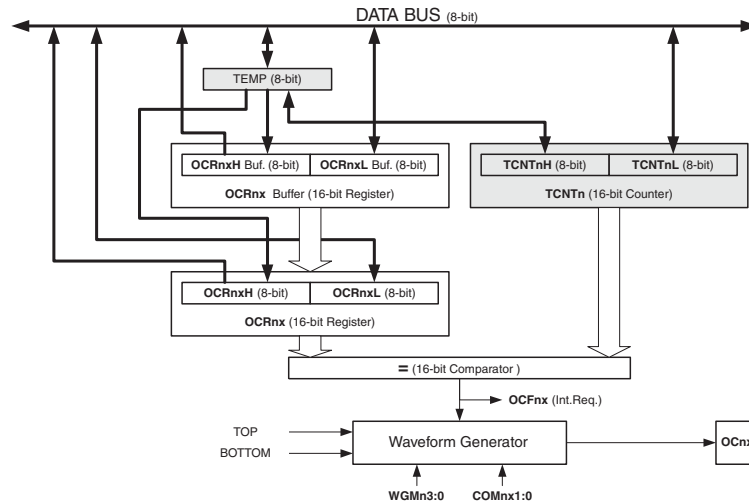 DATA BUS (8-bit)
TEMP (8-bit)
OCRnxH Buf. (8-bit) OCRnxL Buf. (8-bit)
OCRnx Buffer (16-bit Register)
TCNTnH (8-bit) TCNTnL (8-bit)
TCNTn (16-bit Counter)
OCRnxH (8-bit) OCRnxL (8-bit)
OCRnx (16-bit Register)
= (16-bit Comparator )
OCFnx (Int.Req.)
TOP
BOTTOM
Waveform Generator
OCnx
WGMn3:0 COMnx1:0